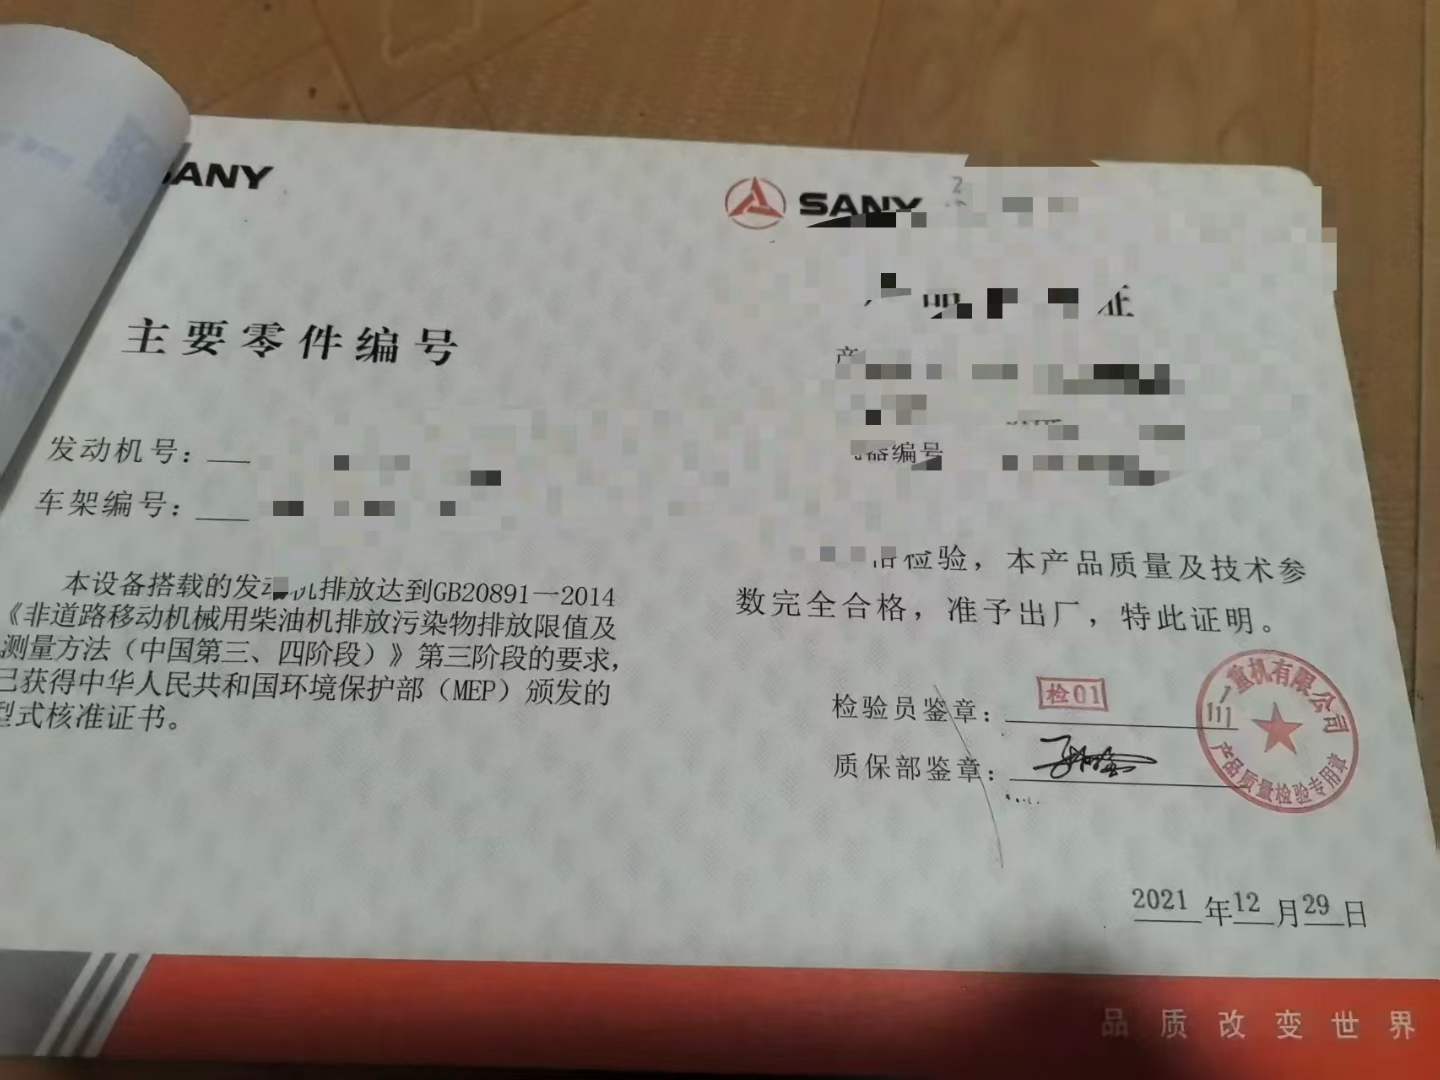 SANY
主要零件编号
发动机号：
车架编号：
本设备搭载的发动机排放达到GB20891—2014
《非道路移动机械用柴油机排放污染物排放限值及
测量方法（中国第三、四阶段）》第三阶段的要求，
已获得中华人民共和国环境保护部（MEP）颁发的
型式核准证书。
SANY
证
产
器编号
检验，本产品质量及技术参
数完全合格，准予出厂，特此证明。
检验员鉴章：
检01
质保部鉴章：
重机有限公司
产品质量检验专用章
2021年12月29日
品质改变世界